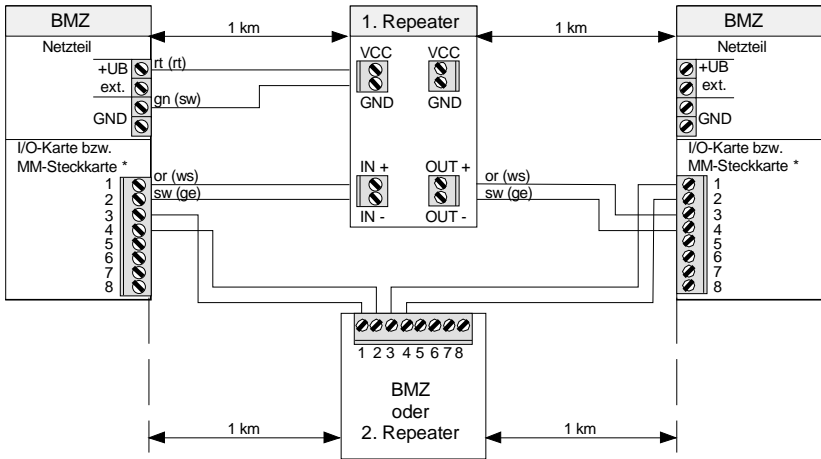 BMZ
Netzteil
+UB
ext.
GND
I/O-Karte bzw.
MM-Steckkarte *
1
2
3
4
5
6
7
8
1 km
rt (rt)
gn (sw)
or (ws)
sw (ge)
1. Repeater
VCC
VCC
GND
GND
IN +
OUT +
IN -
OUT -
1 km
or (ws)
sw (ge)
BMZ
Netzteil
+UB
ext.
GND
I/O-Karte bzw.
MM-Steckkarte *
1
2
3
4
5
6
7
8
1 2 3 4 5 6 7 8
BMZ
oder
2. Repeater
1 km
1 km